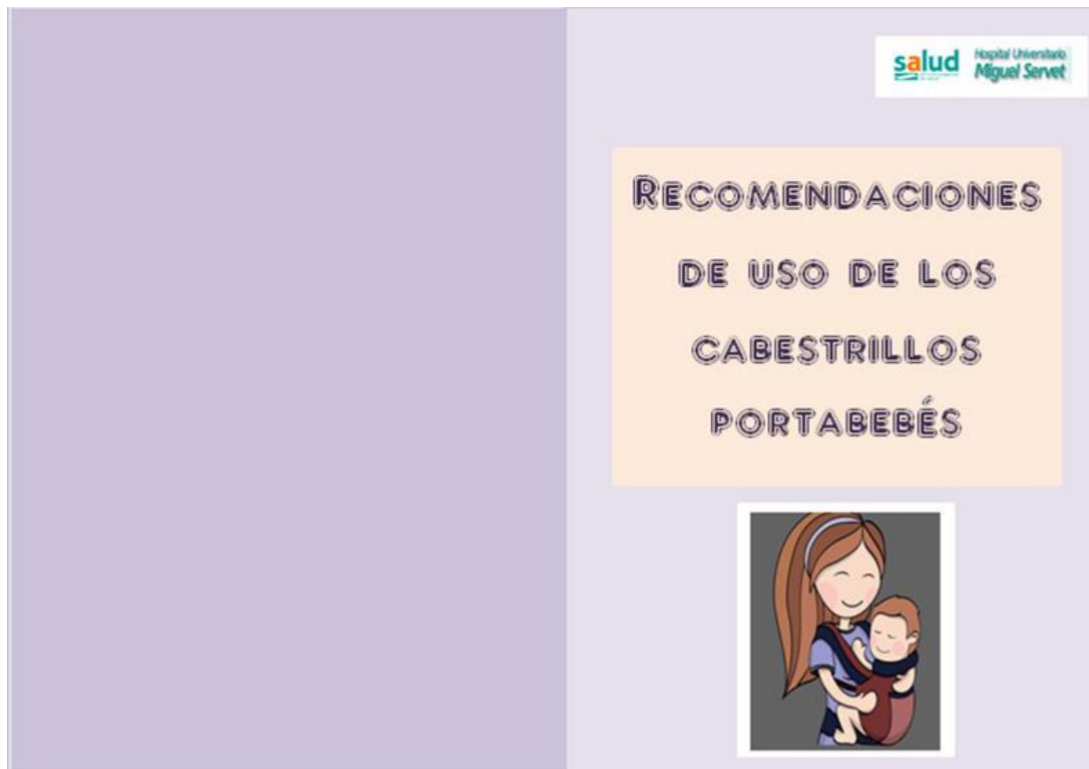 salud
Hospital Universitario
Miguel Servet
RECOMENDACIONES
DE USO DE LOS
CABESTRILLOS
PORTABEBÉS